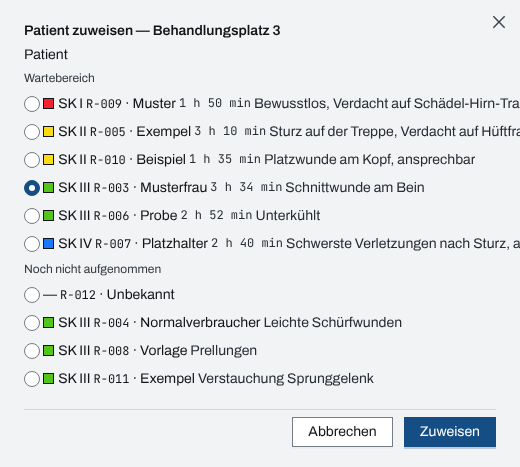 Patient zuweisen — Behandlungsplatz 3
Patient
Wartebereich
SK I R-009 · Muster 1 h 50 min Bewusstlos, Verdacht auf Schädel-Hirn-Tra
SK II R-005 · Exempel 3 h 10 min Sturz auf der Treppe, Verdacht auf Hüftfra
SK II R-010 · Beispiel 1 h 35 min Platzwunde am Kopf, ansprechbar
SK III R-003 · Musterfrau 3 h 34 min Schnittwunde am Bein
SK III R-006 · Probe 2 h 52 min Unterkühlt
SK IV R-007 · Platzhalter 2 h 40 min Schwerste Verletzungen nach Sturz, a
Noch nicht aufgenommen
— R-012 · Unbekannt
SK III R-004 · Normalverbraucher Leichte Schürfwunden
SK III R-008 · Vorlage Prellungen
SK III R-011 · Exempel Verstauchung Sprunggelenk
Abbrechen Zuweisen